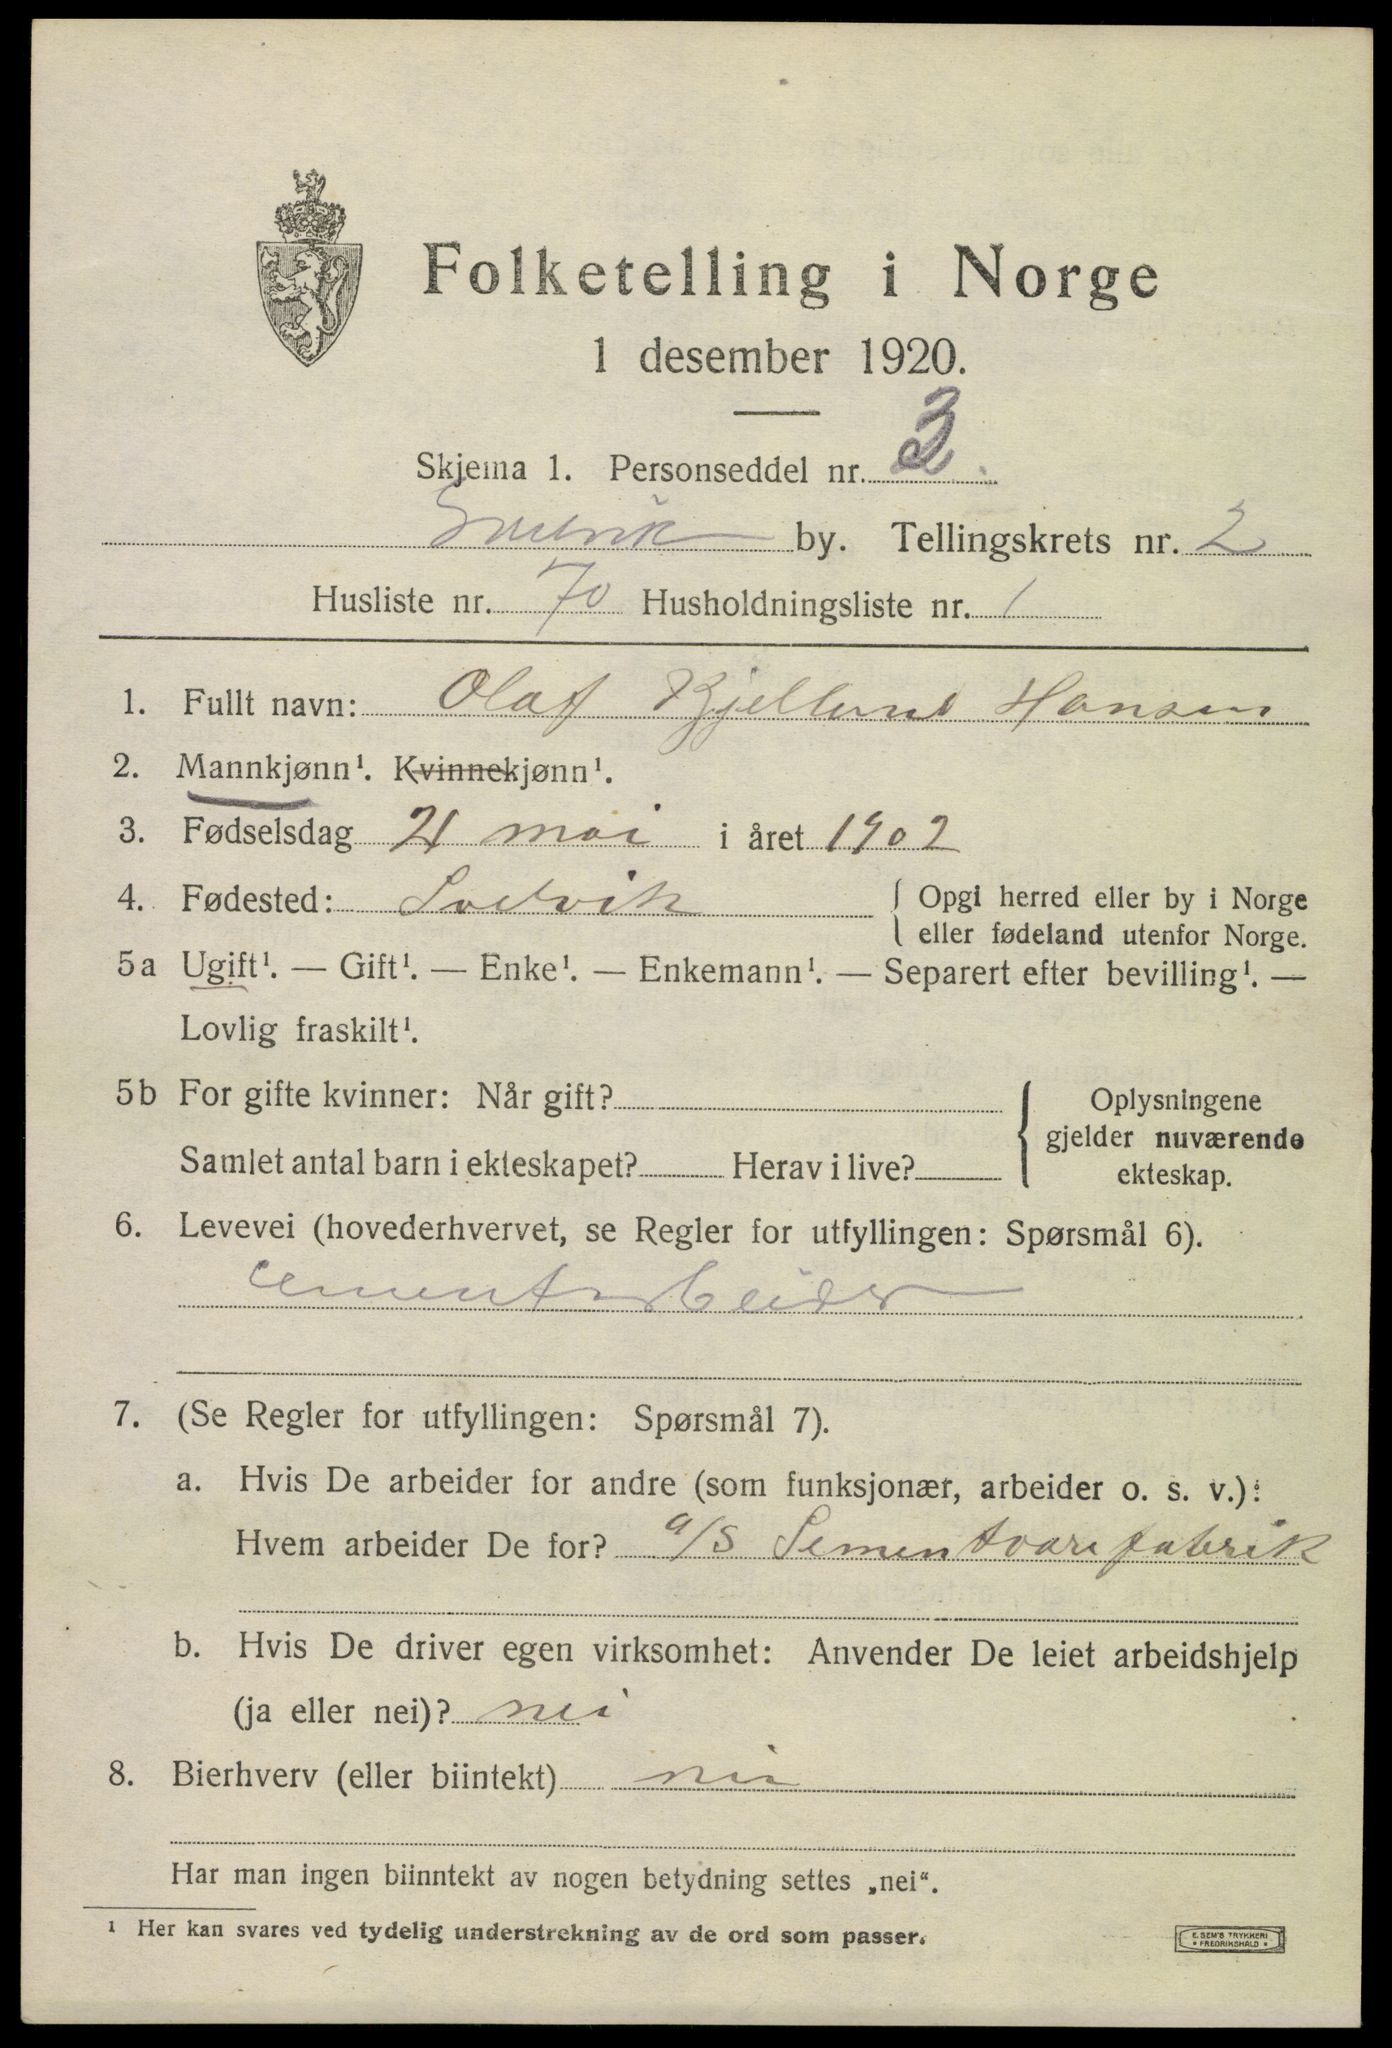 Folketelling i Norge
1 desember 1920.
Skjema 1. Personseddel nr. 3
Svelvik by. Tellingskrets nr. 2
Husliste nr. 70 Husholdningsliste nr. 1
1. Fullt navn: Olaf Kjellund Hansen
2. Mannkjønn¹. Kvinnekjønn¹.
3. Fødselsdag 21 mai i året 1902
4. Fødested: Svelvik { Opgi herred eller by i Norge
eller fødeland utenfor Norge.
5a Ugift¹. — Gift¹. — Enke¹. — Enkemann¹. — Separert efter bevilling¹. —
Lovlig fraskilt¹.
5b For gifte kvinner: Når gift? { Oplysningene
gjelder nuværende
Samlet antal barn i ekteskapet? Herav i live? ekteskap.
6. Levevei (hovederhvervet, se Regler for utfyllingen: Spørsmål 6).
cementarbeider
7. (Se Regler for utfyllingen: Spørsmål 7).
a. Hvis De arbeider for andre (som funksjonær, arbeider o. s. v.):
Hvem arbeider De for? a/s Sementvarefabrik
b. Hvis De driver egen virksomhet: Anvender De leiet arbeidshjelp
(ja eller nei)? nei
8. Bierhverv (eller biintekt) nei
Har man ingen biinntekt av nogen betydning settes „nei“.
¹ Her kan svares ved tydelig understrekning av de ord som passer.
E. SEM'S TRYKKERI
• FREDRIKSHALD •